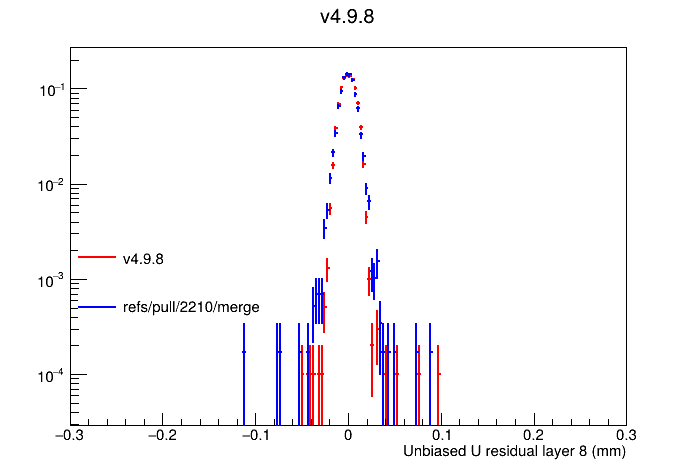 v4.9.8
10⁻¹
10⁻²
10⁻³
10⁻⁴
v4.9.8
refs/pull/2210/merge
−0.3 −0.2 −0.1 0 0.1 0.2 0.3
Unbiased U residual layer 8 (mm)